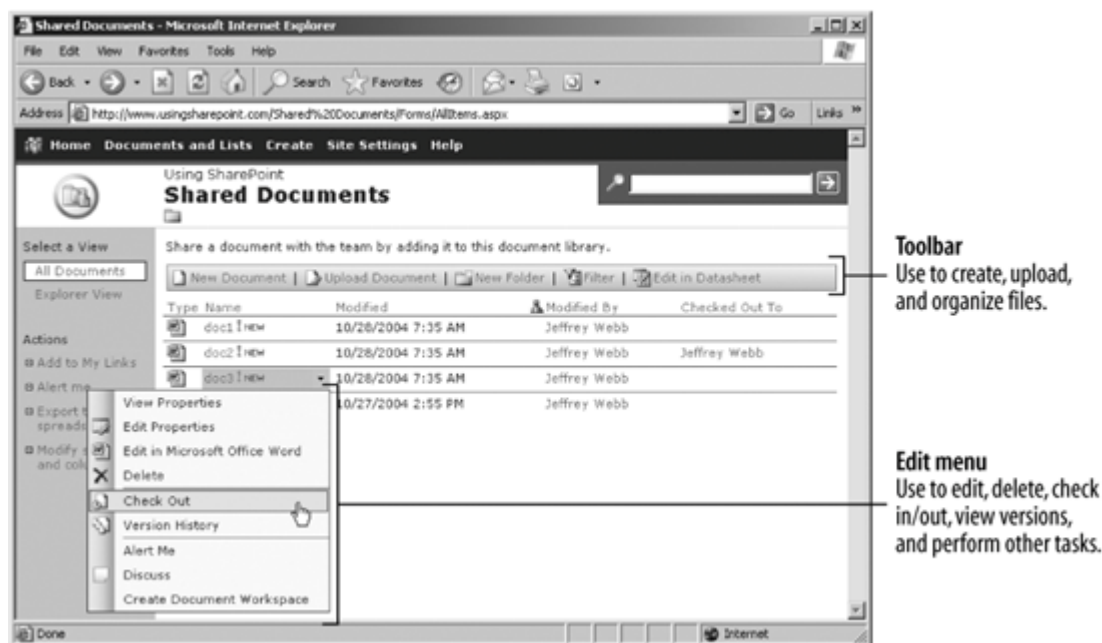 Shared Documents - Microsoft Internet Explorer
File Edit View Favorites Tools Help
Back Search Favorites
Address http://www.usingsharepoint.com/Shared%20Documents/Forms/AllItems.aspx Go Links »
Home Documents and Lists Create Site Settings Help
Using SharePoint
Shared Documents
Select a View
All Documents
Explorer View
Actions
Add to My Links
Alert me
Export t
spreads
Modify s
and colu
Share a document with the team by adding it to this document library.
New Document | Upload Document | New Folder | Filter | Edit in Datasheet
Type Name Modified Modified By Checked Out To
doc1 ! NEW 10/28/2004 7:35 AM Jeffrey Webb
doc2 ! NEW 10/28/2004 7:35 AM Jeffrey Webb Jeffrey Webb
doc3 ! NEW 10/28/2004 7:35 AM Jeffrey Webb
10/27/2004 2:55 PM Jeffrey Webb
View Properties
Edit Properties
Edit in Microsoft Office Word
Delete
Check Out
Version History
Alert Me
Discuss
Create Document Workspace
Done Internet
Toolbar
Use to create, upload,
and organize files.
Edit menu
Use to edit, delete, check
in/out, view versions,
and perform other tasks.